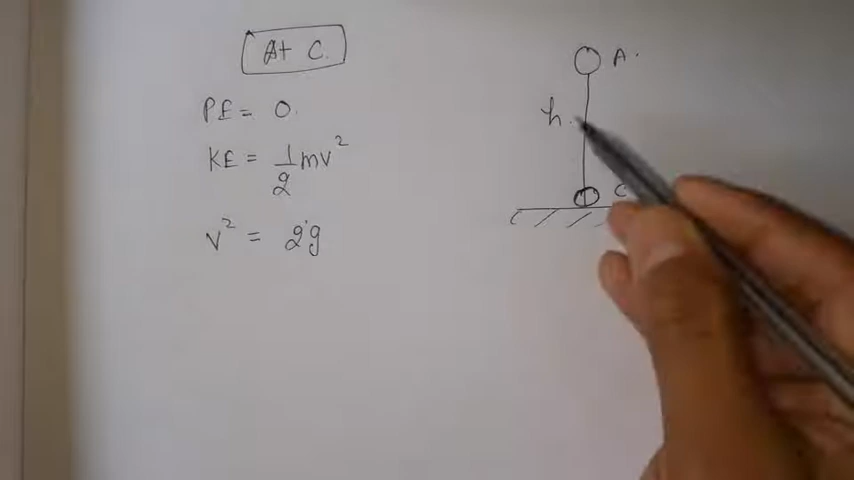 At C.
PE = 0.
KE = 1/2 mv²
v² = 2g
A.
h.
C